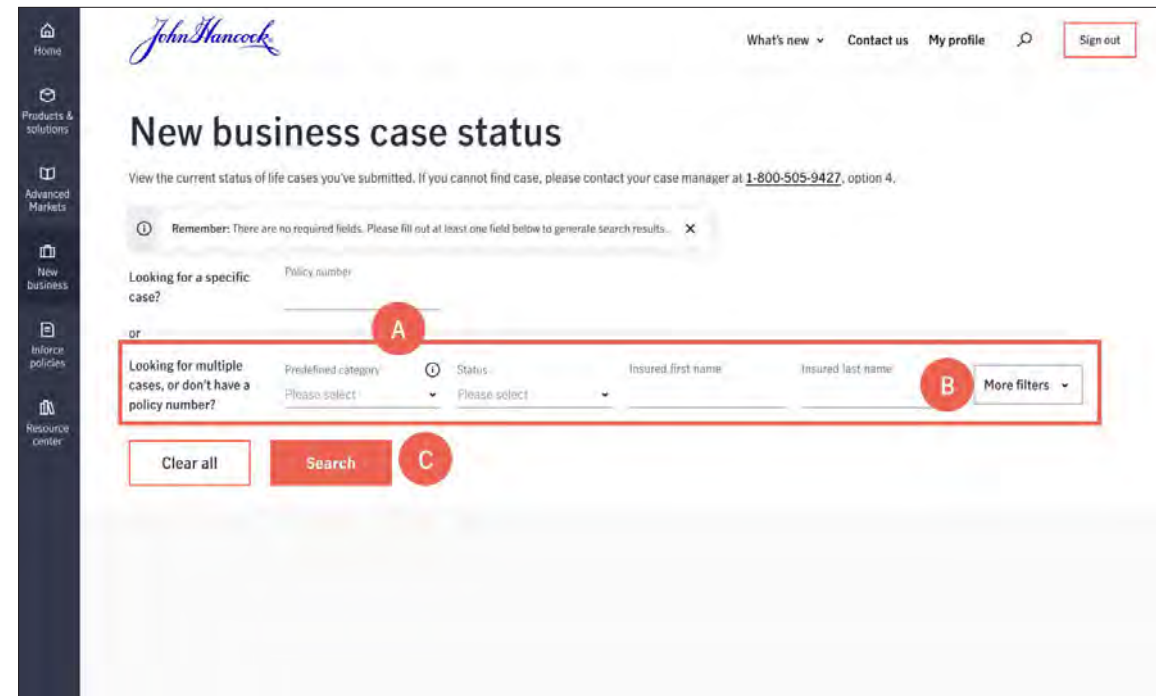 Home
Products &
solutions
Advanced
Markets
New
business
Inforce
policies
Resource
center
John Hancock
What's new
Contact us
My profile
Sign out
New business case status
View the current status of life cases you've submitted. If you cannot find case, please contact your case manager at 1-800-505-9427, option 4.
Remember: There are no required fields. Please fill out at least one field below to generate search results.
Looking for a specific
case?
Policy number
or
A
Looking for multiple
cases, or don't have a
policy number?
Predefined category
Please select
Status
Please select
Insured first name
Insured last name
B
More filters
Clear all
Search
C